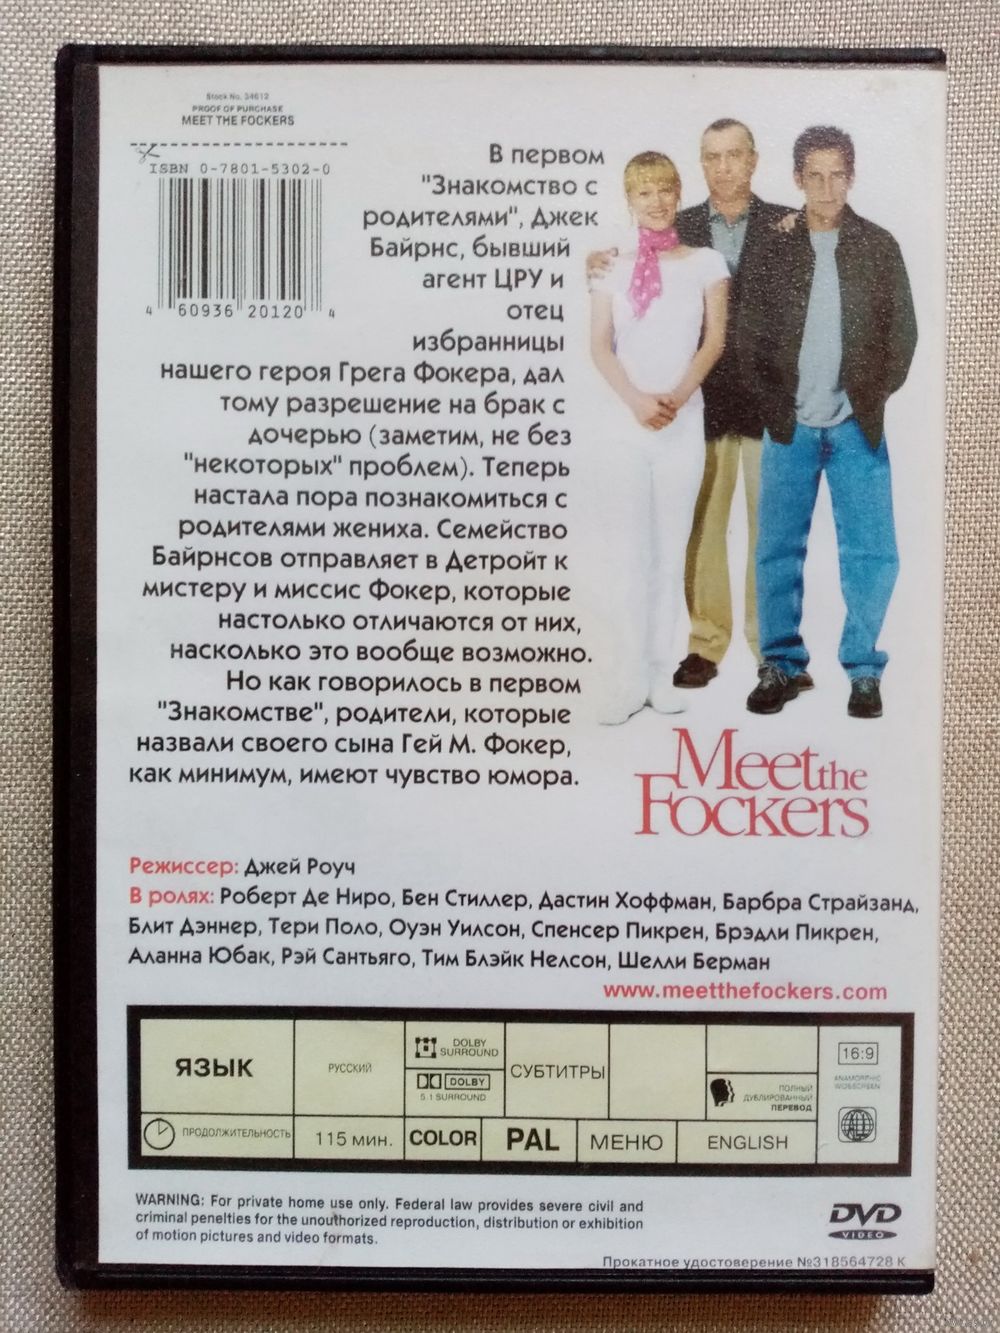 Stock No. 34612
PROOF OF PURCHASE
MEET THE FOCKERS
ISBN 0-7801-5302-0
4 60936 20120 4
В первом
"Знакомство с
родителями", Джек
Байрнс, бывший
агент ЦРУ и
отец
избранницы
нашего героя Грега Фокера, дал
тому разрешение на брак с
дочерью (заметим, не без
"некоторых" проблем). Теперь
настала пора познакомиться с
родителями жениха. Семейство
Байрнсов отправляет в Детройт к
мистеру и миссис Фокер, которые
настолько отличаются от них,
насколько это вообще возможно.
Но как говорилось в первом
"Знакомстве", родители, которые
назвали своего сына Гей М. Фокер,
как минимум, имеют чувство юмора.
Meet the
Fockers
Режиссер: Джей Роуч
В ролях: Роберт Де Ниро, Бен Стиллер, Дастин Хоффман, Барбра Страйзанд,
Блит Дэннер, Тери Поло, Оуэн Уилсон, Спенсер Пикрен, Брэдли Пикрен,
Аланна Юбак, Рэй Сантьяго, Тим Блэйк Нелсон, Шелли Берман
www.meetthefockers.com
ЯЗЫК
РУССКИЙ
DOLBY
SURROUND
DOLBY
5.1 SURROUND
СУБТИТРЫ
ПОЛНЫЙ
ДУБЛИРОВАННЫЙ
ПЕРЕВОД
16:9
ANAMORPHIC
WIDESCREEN
ALL
ПРОДОЛЖИТЕЛЬНОСТЬ
115 МИН.
COLOR
PAL
МЕНЮ
ENGLISH
WARNING: For private home use only. Federal law provides severe civil and
criminal penelties for the unouthorized reproduction, distribution or exhibition
of motion pictures and video formats.
DVD
VIDEO
Прокатное удостоверение №318564728 К